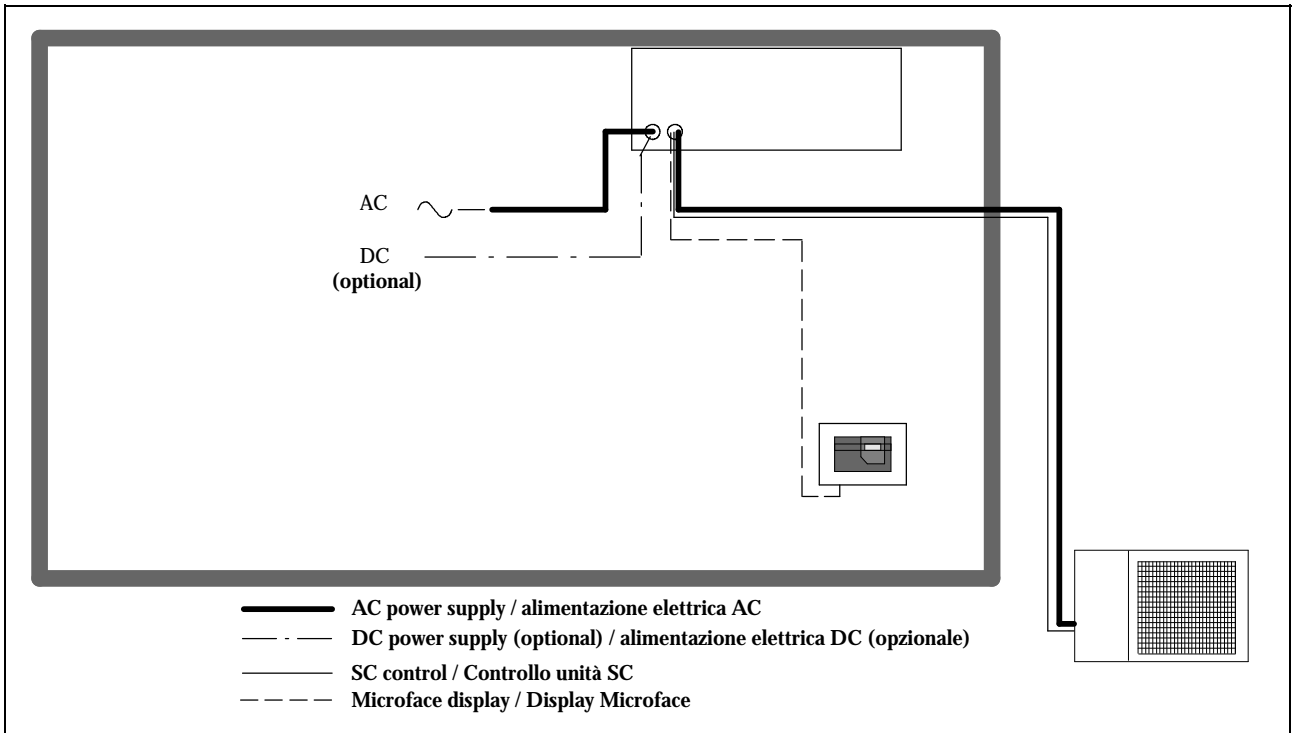 AC
DC
(optional)
AC power supply / alimentazione elettrica AC
DC power supply (optional) / alimentazione elettrica DC (opzionale)
SC control / Controllo unità SC
Microface display / Display Microface